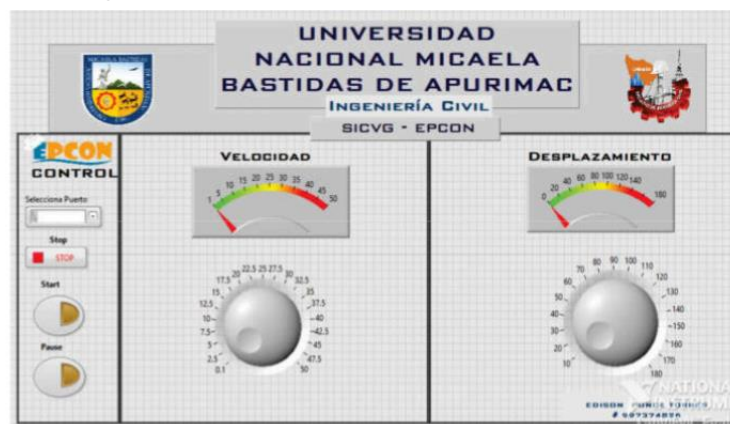 UNIVERSIDAD
NACIONAL MICAELA
BASTIDAS DE APURIMAC
INGENIERÍA CIVIL
SICVG - EPCON
EPCON
CONTROL
Selecciona Puerto
Stop
STOP
Start
Pause
VELOCIDAD
1 5 10 15 20 25 30 35 40 45 50
0.1 2.5 5 7.5 10 12.5 15 17.5 20 22.5 25 27.5 30 32.5 35 37.5 40 42.5 45 47.5 50
DESPLAZAMIENTO
0 20 40 60 80 100 120 140 180
10 20 30 40 50 60 70 80 90 100 110 120 130 140 150 160 170 180
NATIONAL
EDISON